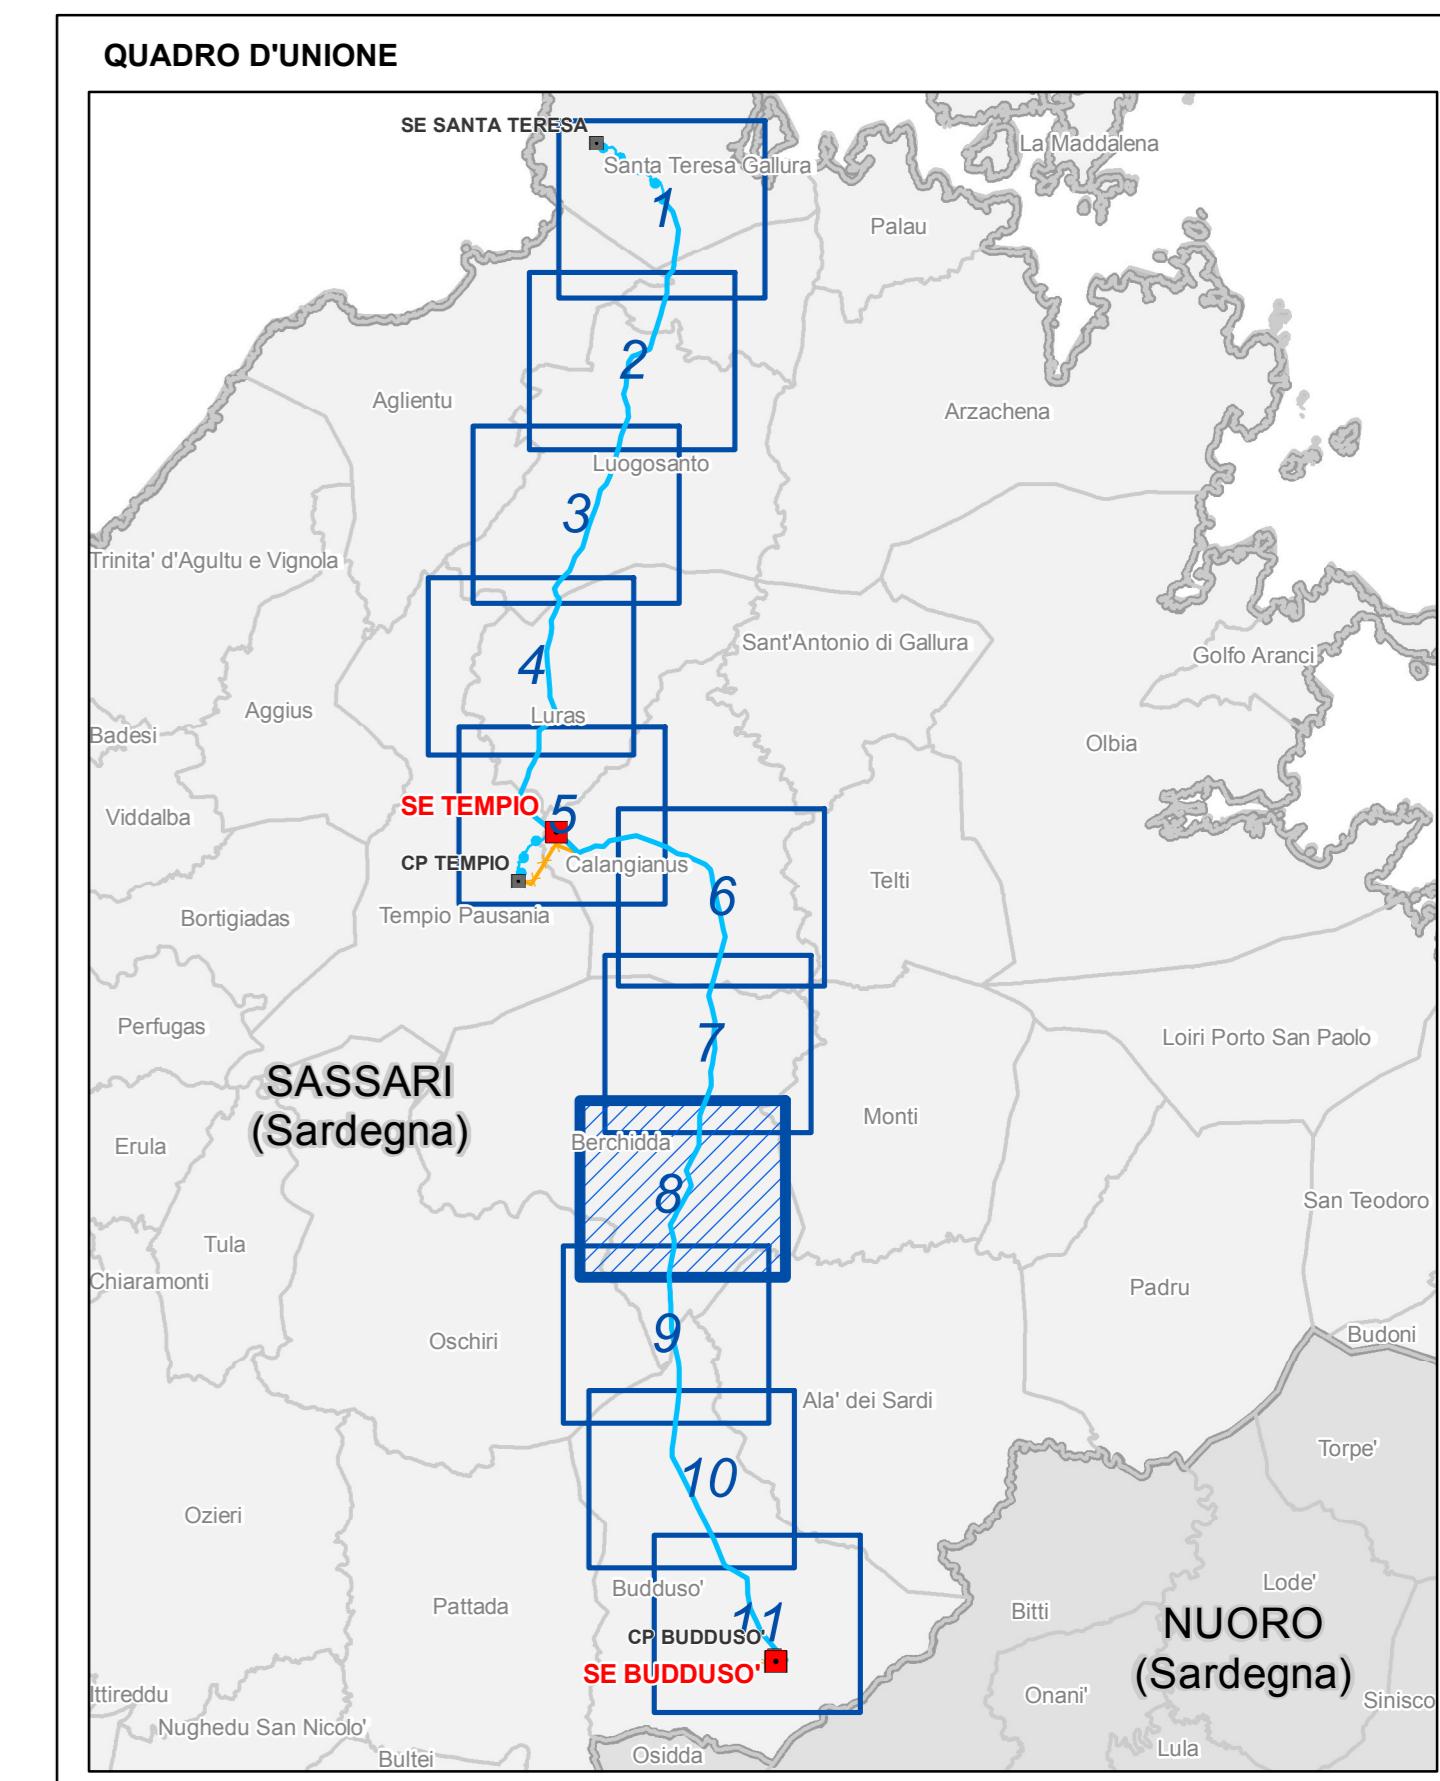 QUADRO D'UNIONE
SE SANTA TERESA
La Maddalena
Santa Teresa Gallura
1
Palau
2
Aglientu
Arzachena
Luogosanto
3
Trinita' d'Agultu e Vignola
Sant'Antonio di Gallura
Golfo Aranci
4
Aggius
Luras
Badesi
Olbia
SE TEMPIO
5
Viddalba
CP TEMPIO
Calangianus
Telti
6
Bortigiadas
Tempio Pausania
Perfugas
7
Loiri Porto San Paolo
SASSARI
(Sardegna)
Monti
Erula
Berchidda
8
San Teodoro
Tula
Chiaramonti
Padru
9
Oschiri
Budoni
Ala' dei Sardi
Torpe'
10
Ozieri
Lode'
Budduso'
Pattada
Bitti
11
NUORO
(Sardegna)
CP BUDDUSO'
SE BUDDUSO'
Ittireddu
Onani'
Sinisco
Nughedu San Nicolo'
Bultei
Osidda
Lula